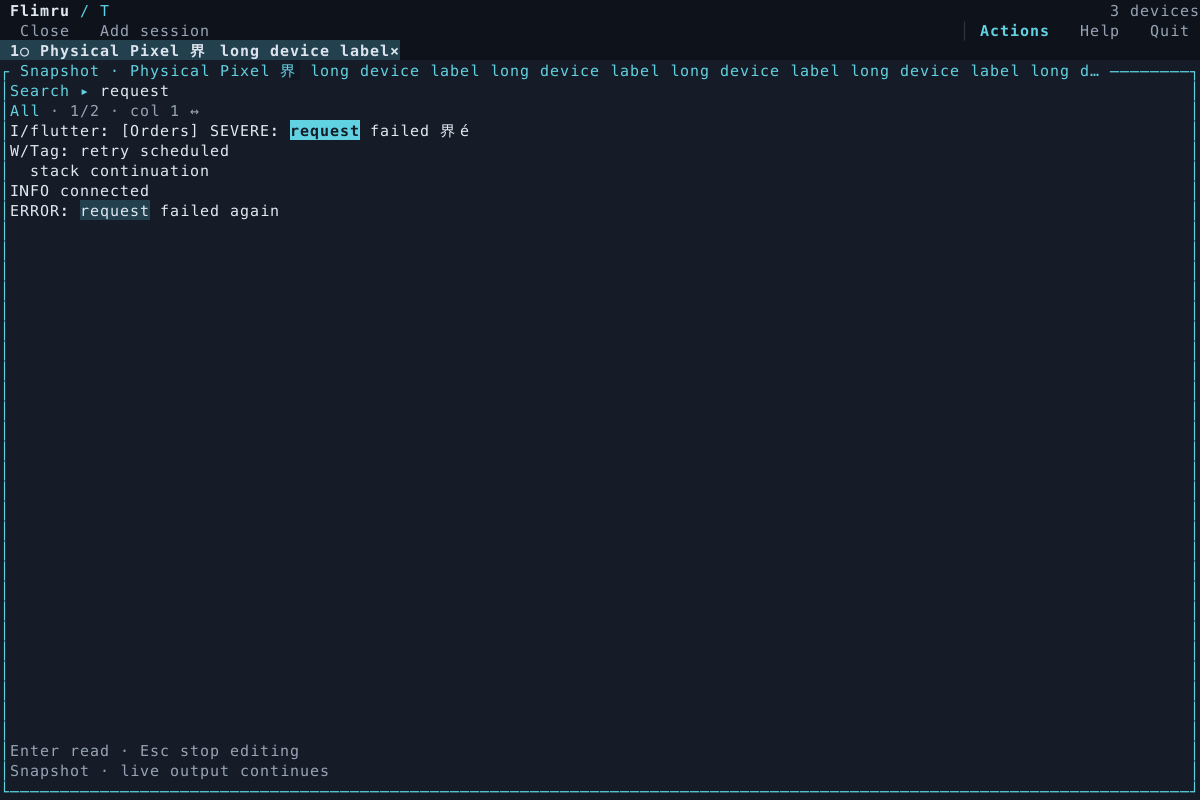 Flimru / T 3 devices
Close Add session Actions Help Quit
1○ Physical Pixel 界 long device label×
Snapshot · Physical Pixel 界 long device label long device label long device label long device label long d…
Search ▸ request
All · 1/2 · col 1 ↔
I/flutter: [Orders] SEVERE: request failed 界 é
W/Tag: retry scheduled
stack continuation
INFO connected
ERROR: request failed again
Enter read · Esc stop editing
Snapshot · live output continues